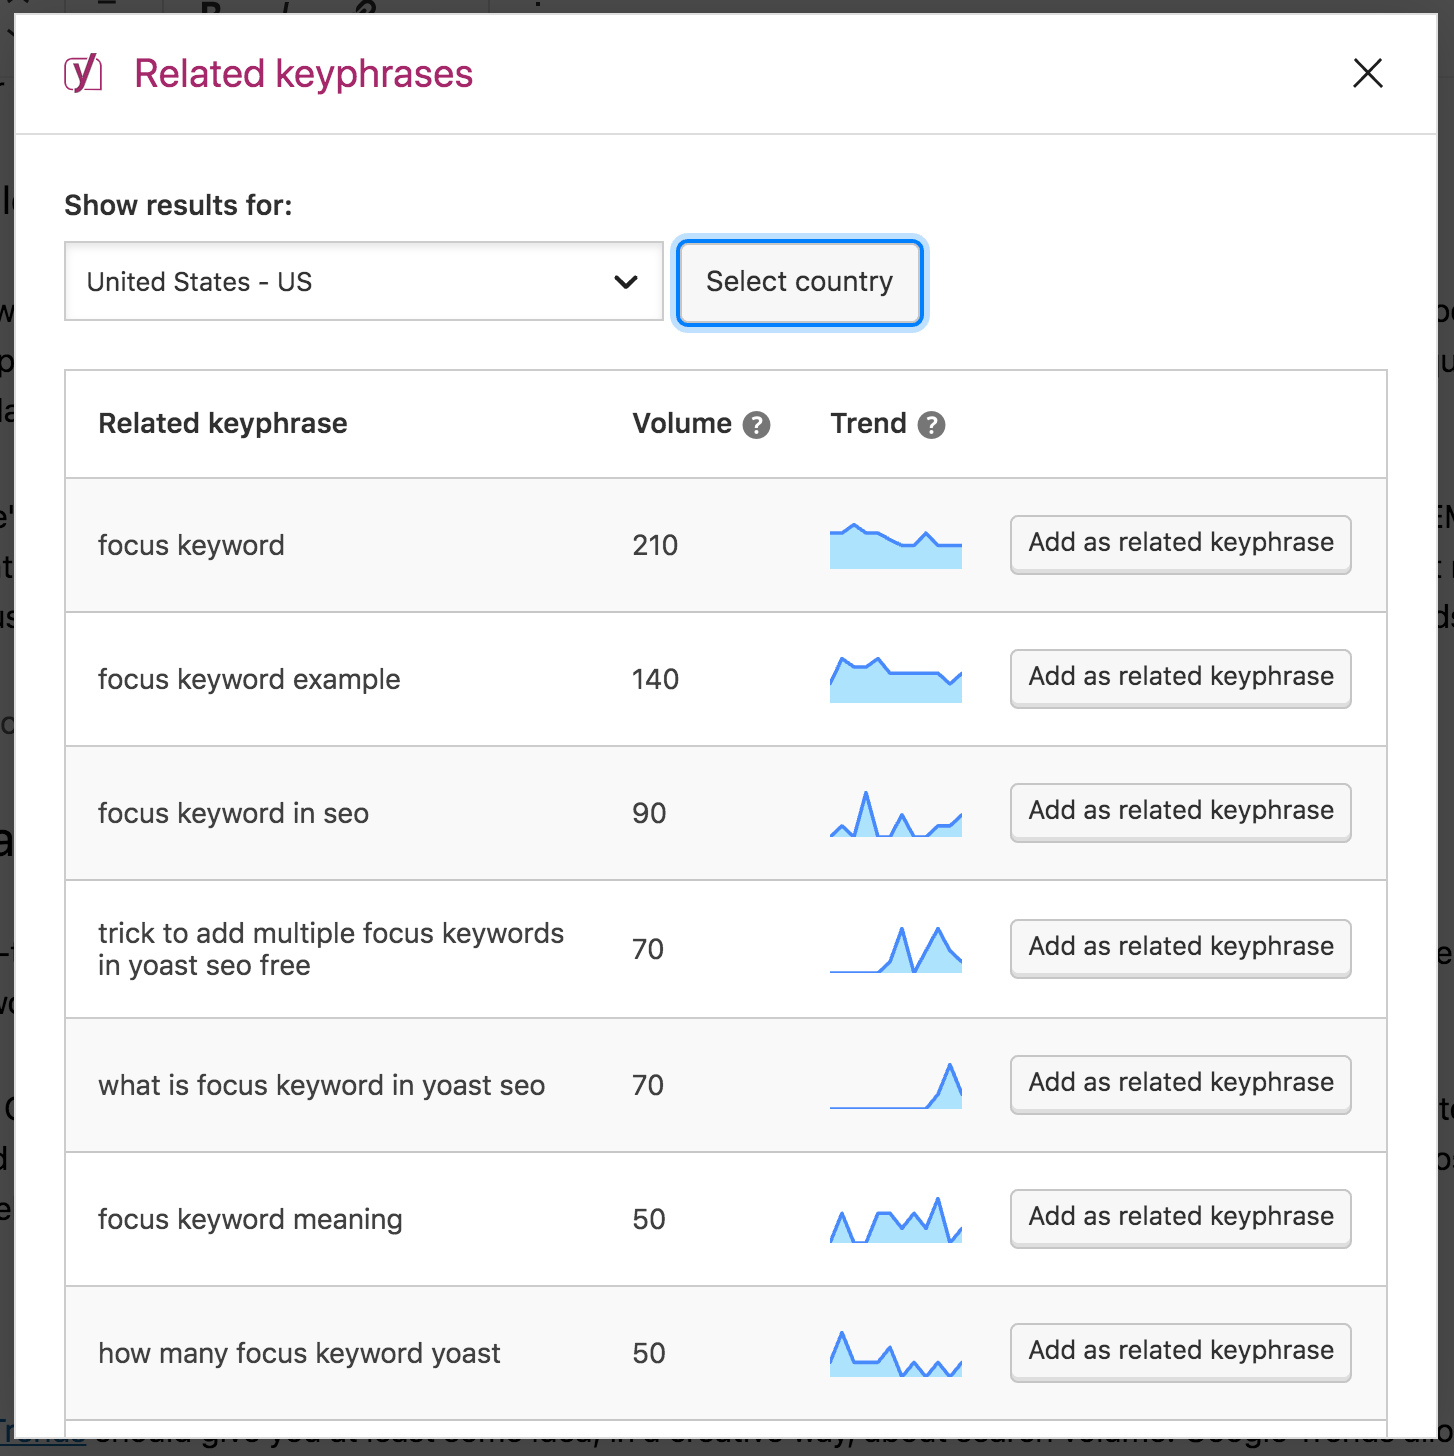 Related keyphrases
Show results for:
United States - US
Select country
Related keyphrase Volume ? Trend ?
focus keyword 210 Add as related keyphrase
focus keyword example 140 Add as related keyphrase
focus keyword in seo 90 Add as related keyphrase
trick to add multiple focus keywords
in yoast seo free 70 Add as related keyphrase
what is focus keyword in yoast seo 70 Add as related keyphrase
focus keyword meaning 50 Add as related keyphrase
how many focus keyword yoast 50 Add as related keyphrase